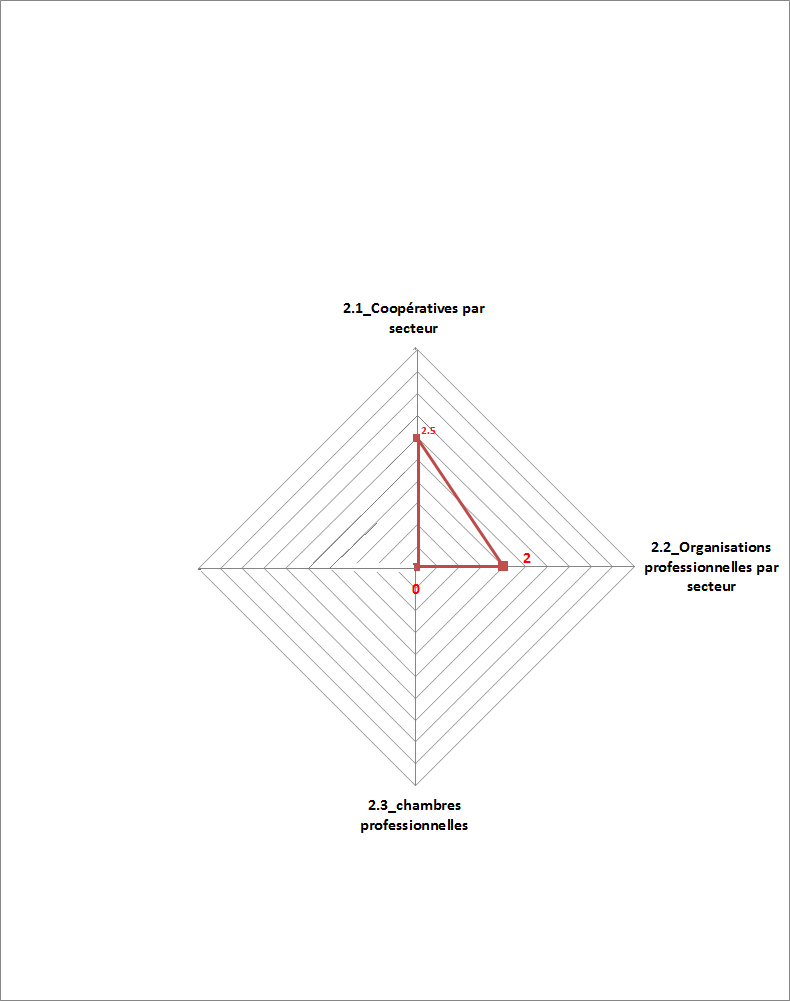 2.1_Coopératives par
secteur
2.5
2.2_Organisations
professionnelles par
secteur
2
0
2.3_chambres
professionnelles